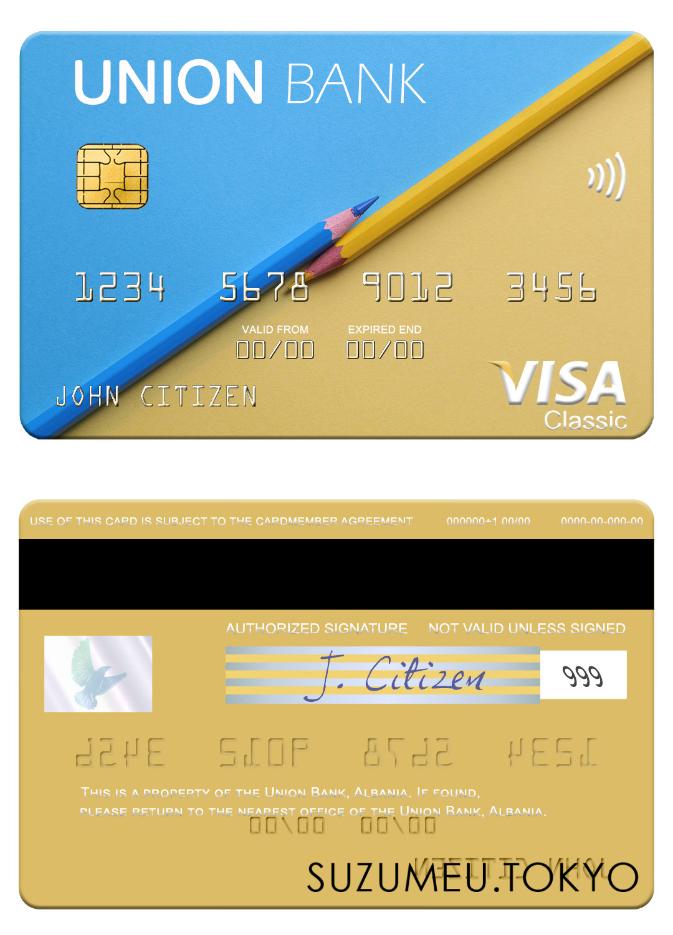 UNION BANK
1234 5678 9012 3456
VALID FROM EXPIRED END
00/00 00/00
JOHN CITIZEN
VISA
Classic
USE OF THIS CARD IS SUBJECT TO THE CARDMEMBER AGREEMENT 000000+1 00/00 0000-00-000-00
AUTHORIZED SIGNATURE NOT VALID UNLESS SIGNED
J. Citizen 999
THIS IS A PROPERTY OF THE UNION BANK, ALBANIA. IF FOUND,
PLEASE RETURN TO THE NEAREST OFFICE OF THE UNION BANK, ALBANIA.
SUZUMEU.TOKYO